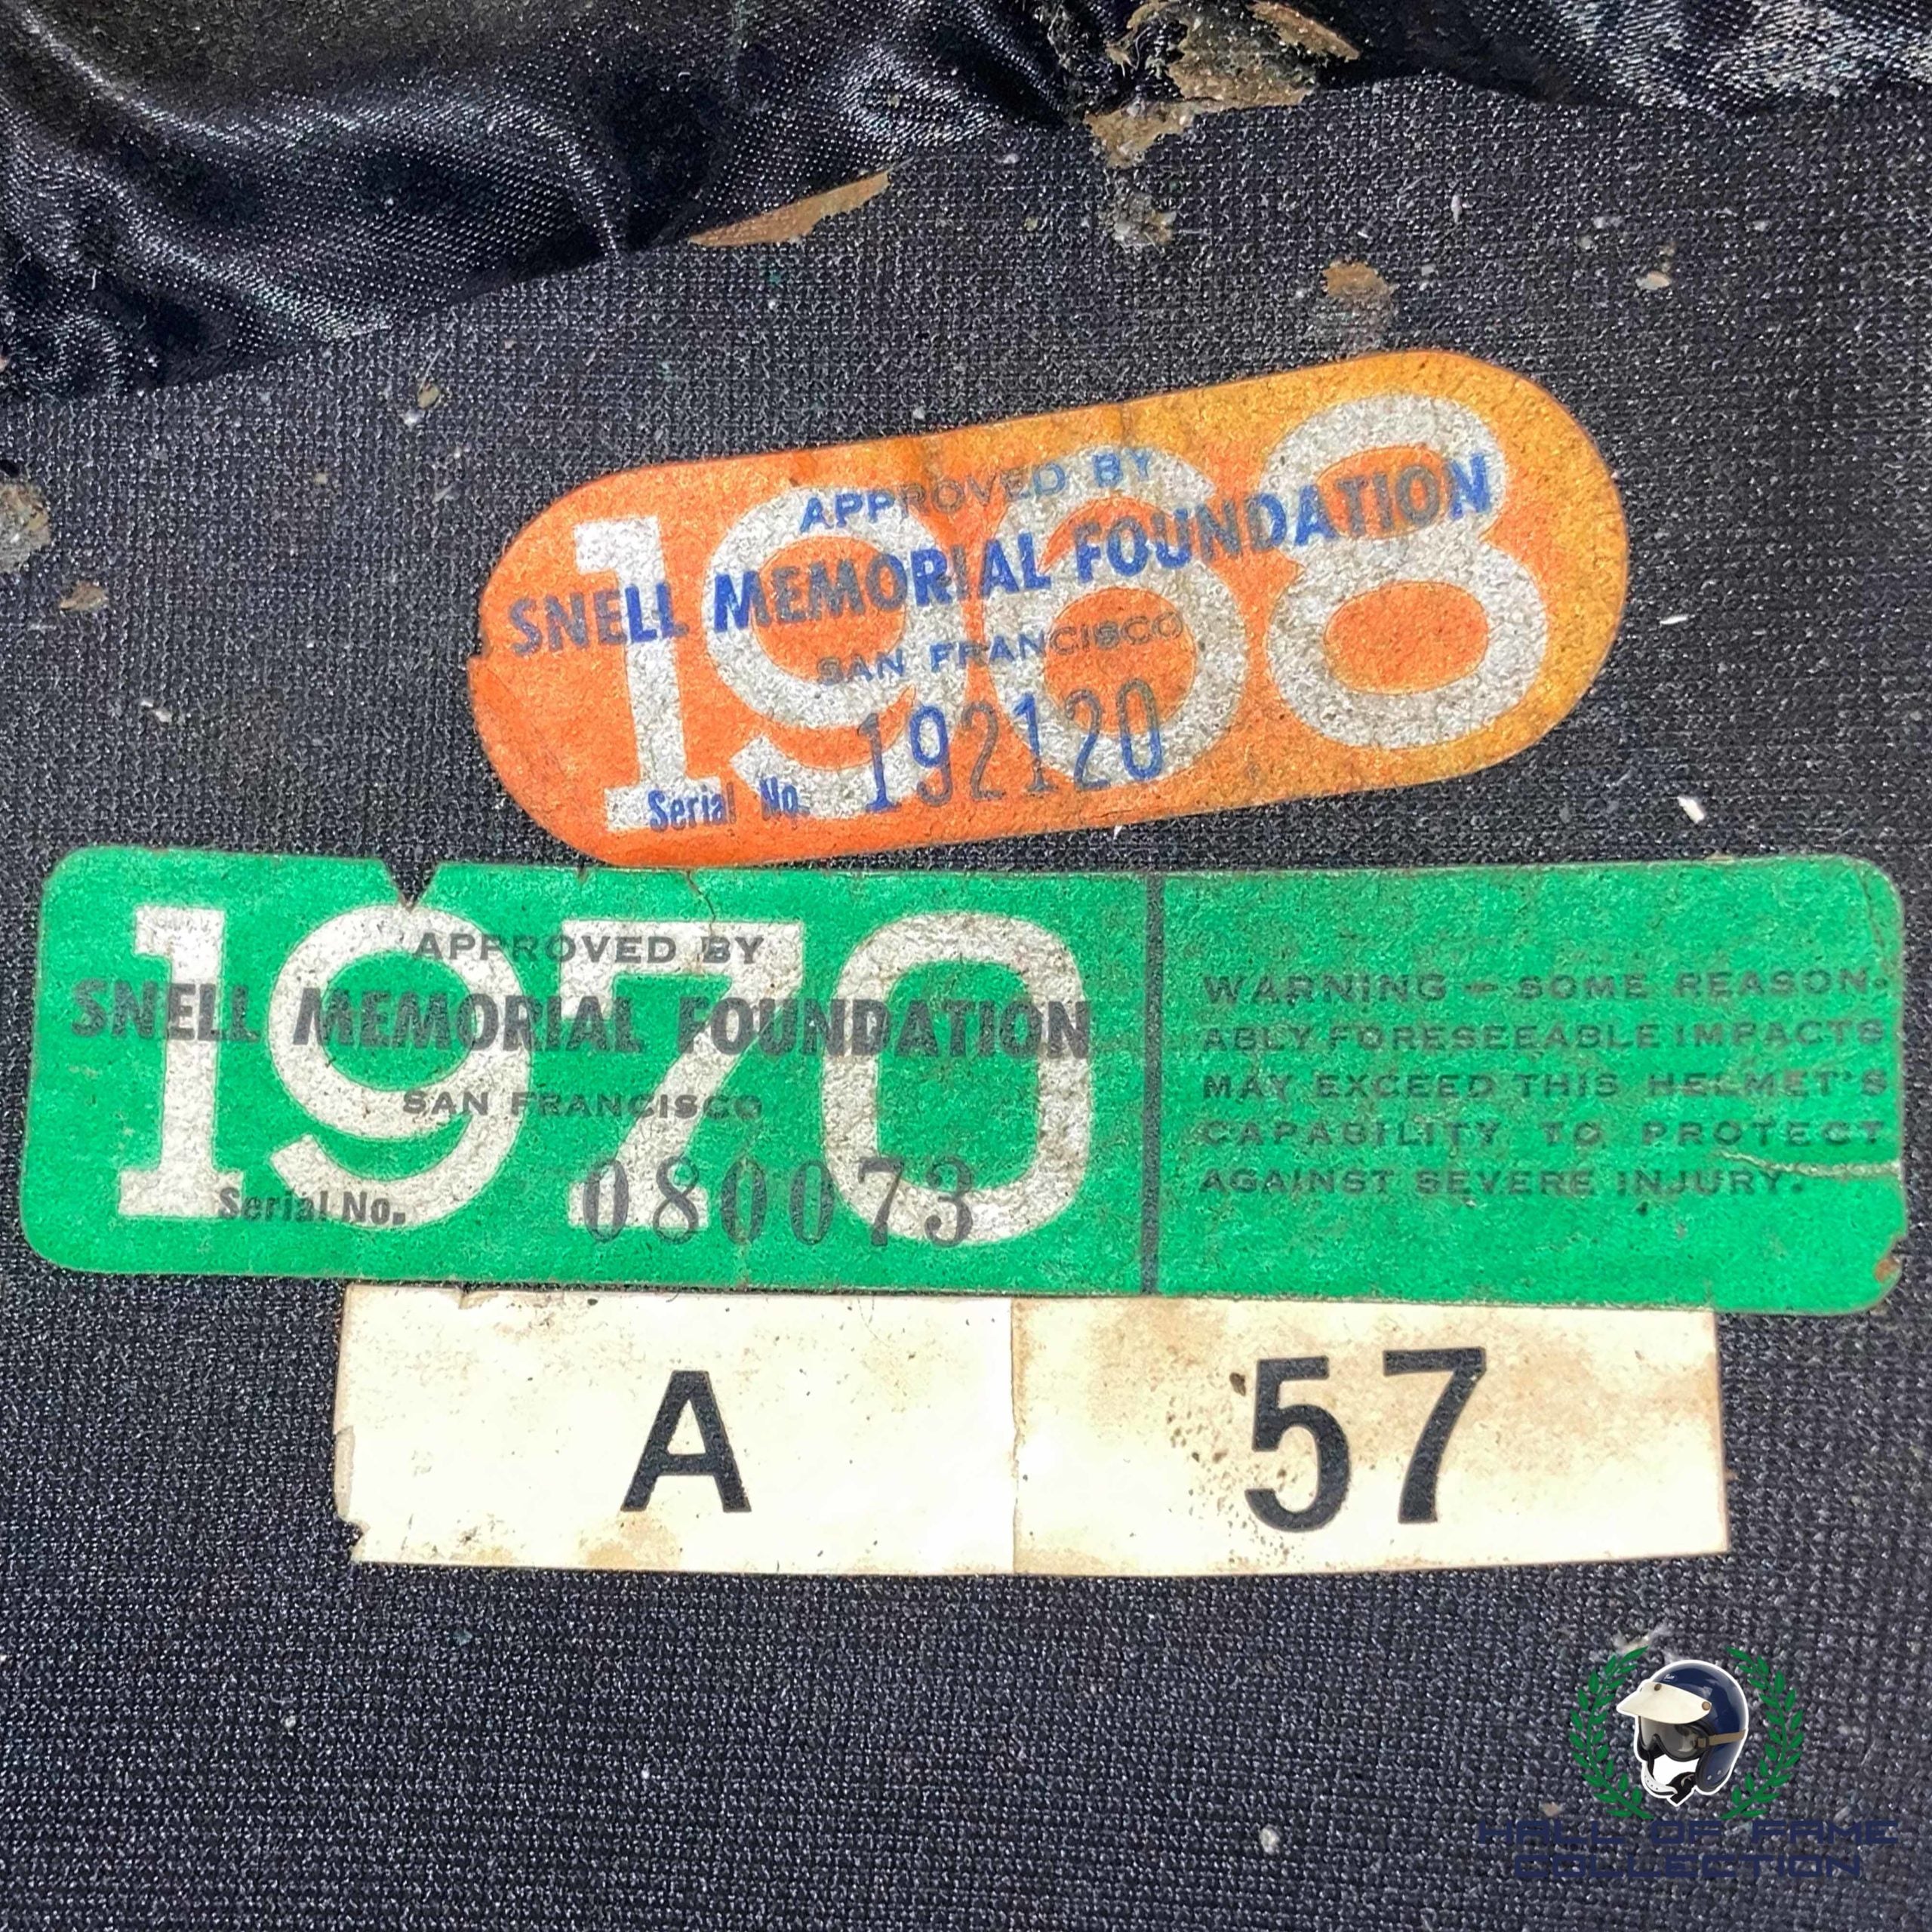 1968
APPROVED BY
SNELL MEMORIAL FOUNDATION
SAN FRANCISCO
Serial No. 192120
1970
APPROVED BY
SNELL MEMORIAL FOUNDATION
SAN FRANCISCO
Serial No. 080073
WARNING — SOME REASON-
ABLY FORESEEABLE IMPACTS
MAY EXCEED THIS HELMET'S
CAPABILITY TO PROTECT
AGAINST SEVERE INJURY.
A 57
HALL OF FAME
COLLECTION